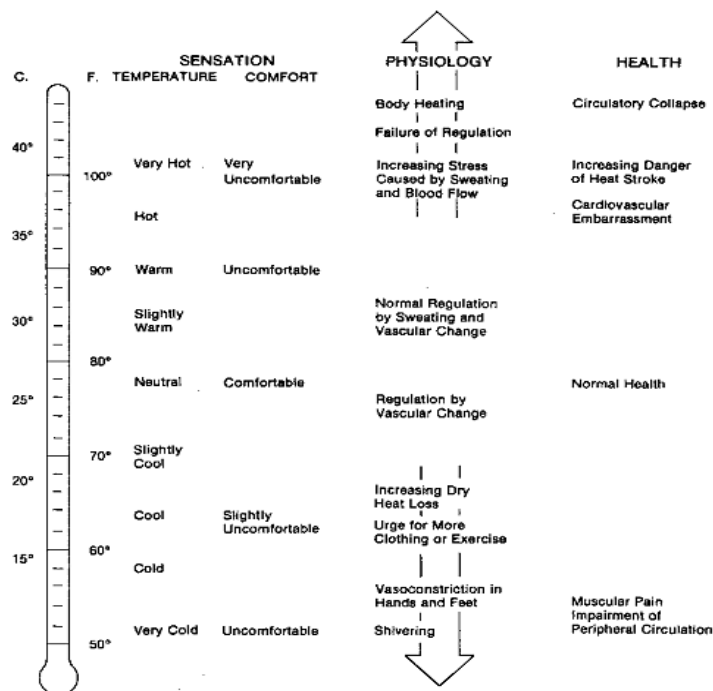 SENSATION
PHYSIOLOGY
HEALTH
C.
F.
TEMPERATURE
COMFORT
Body Heating
Circulatory Collapse
Failure of Regulation
40°
100°
Very Hot
Very
Uncomfortable
Increasing Stress
Caused by Sweating
and Blood Flow
Increasing Danger
of Heat Stroke
Hot
Cardiovascular
Embarrassment
35°
90°
Warm
Uncomfortable
30°
Slightly
Warm
Normal Regulation
by Sweating and
Vascular Change
80°
Neutral
Comfortable
Normal Health
25°
Regulation by
Vascular Change
70°
Slightly
Cool
20°
Increasing Dry
Heat Loss
Cool
Slightly
Uncomfortable
Urge for More
Clothing or Exercise
60°
15°
Cold
Vasoconstriction in
Hands and Feet
Muscular Pain
Impairment of
Peripheral Circulation
50°
Very Cold
Uncomfortable
Shivering